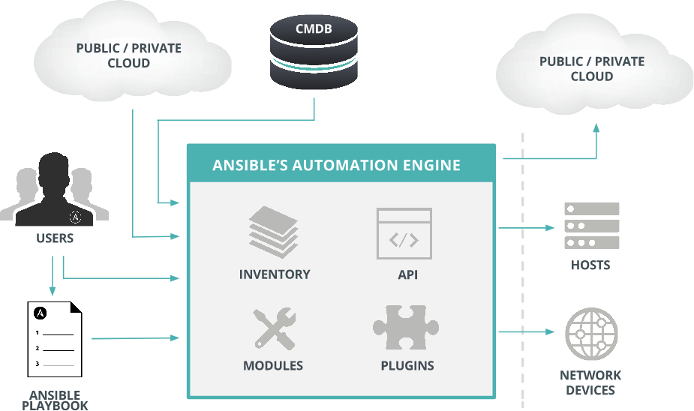 PUBLIC / PRIVATE
CLOUD
CMDB
PUBLIC / PRIVATE
CLOUD
ANSIBLE'S AUTOMATION ENGINE
USERS
INVENTORY
</>
API
HOSTS
A
1
2
3
MODULES
PLUGINS
ANSIBLE
PLAYBOOK
NETWORK
DEVICES